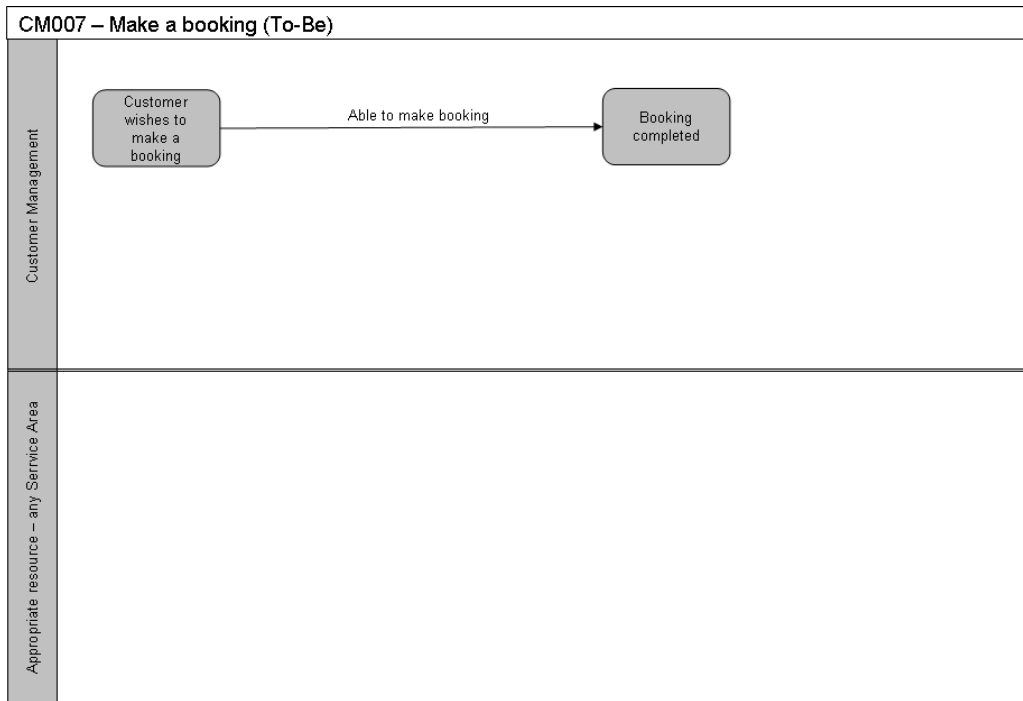 CM007 – Make a booking (To-Be)
Customer Management
Customer
wishes to
make a
booking
Able to make booking
Booking
completed
Appropriate resource – any Serrvice Area